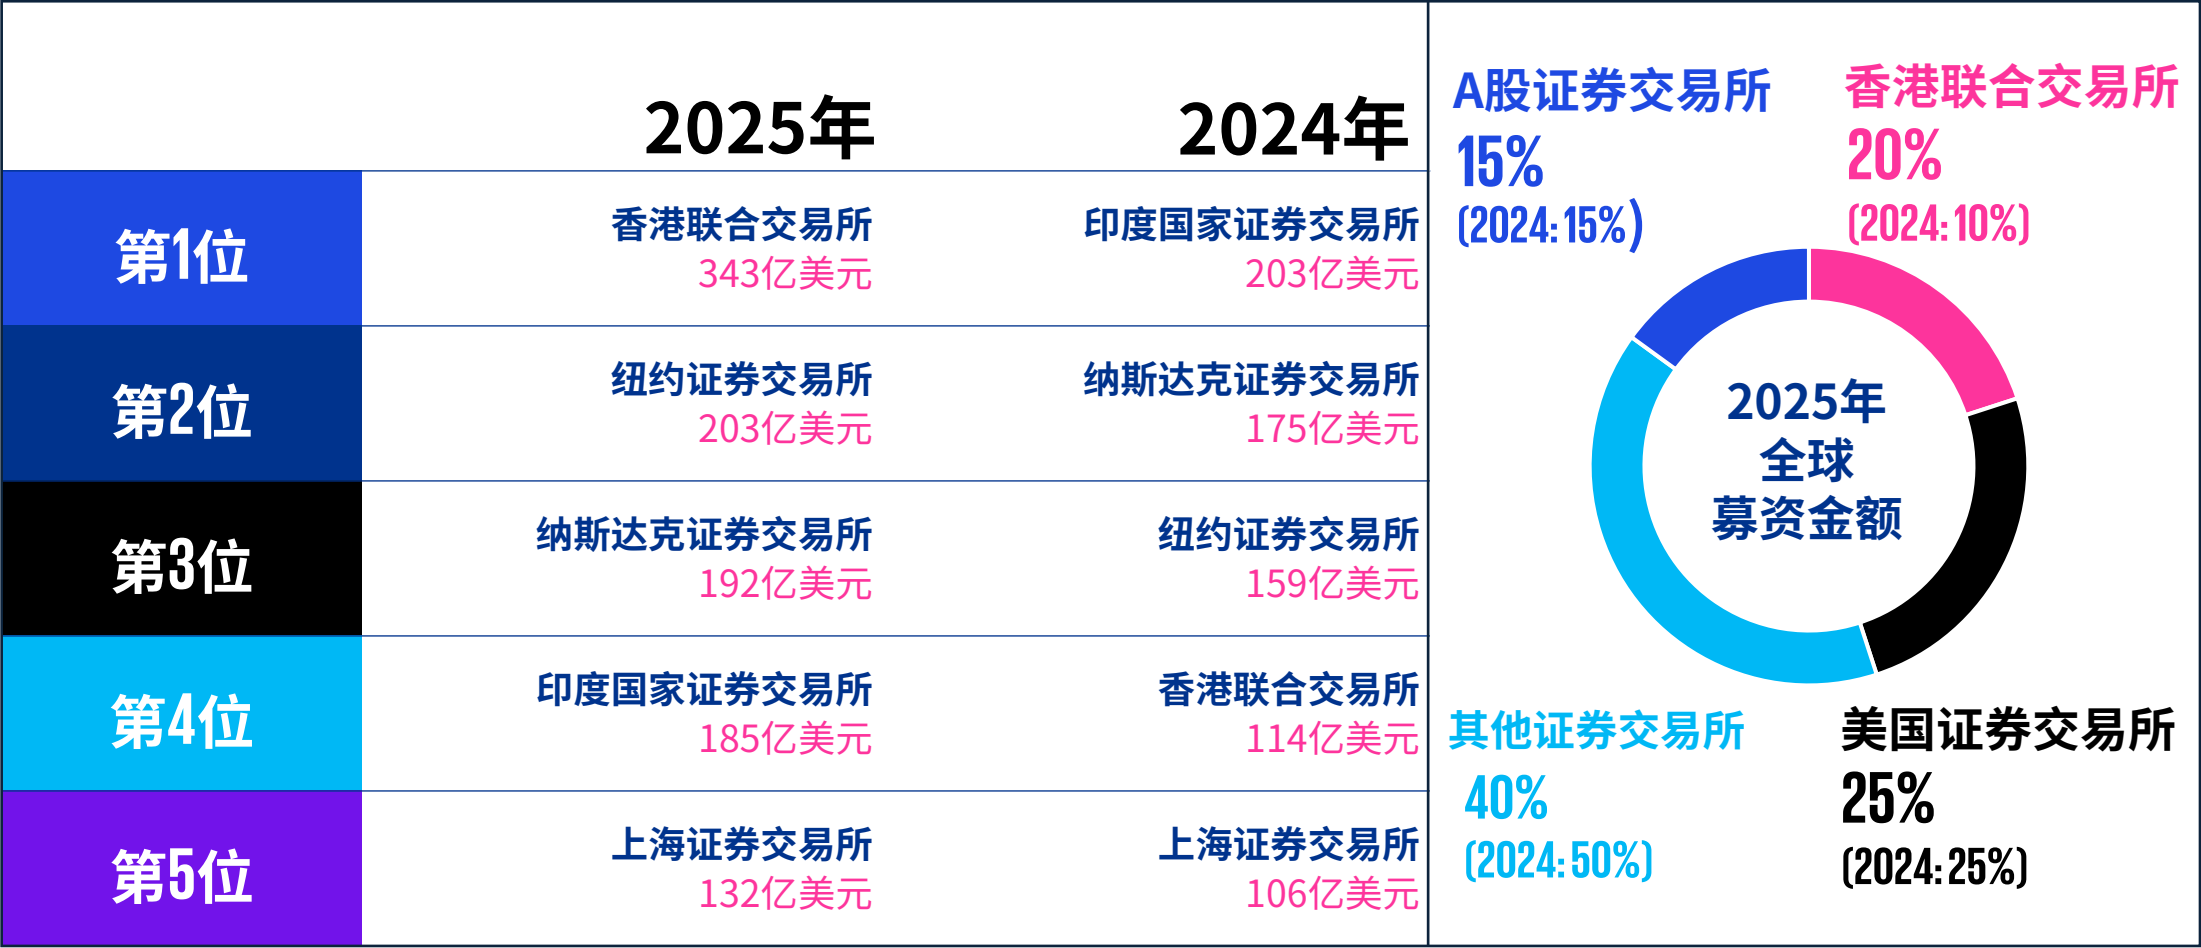 2025年
2024年
第1位
香港联合交易所
343亿美元
印度国家证券交易所
203亿美元
第2位
纽约证券交易所
203亿美元
纳斯达克证券交易所
175亿美元
第3位
纳斯达克证券交易所
192亿美元
纽约证券交易所
159亿美元
第4位
印度国家证券交易所
185亿美元
香港联合交易所
114亿美元
第5位
上海证券交易所
132亿美元
上海证券交易所
106亿美元
A股证券交易所
15%
(2024: 15%)
香港联合交易所
20%
(2024: 10%)
2025年
全球
募资金额
其他证券交易所
40%
(2024: 50%)
美国证券交易所
25%
(2024: 25%)